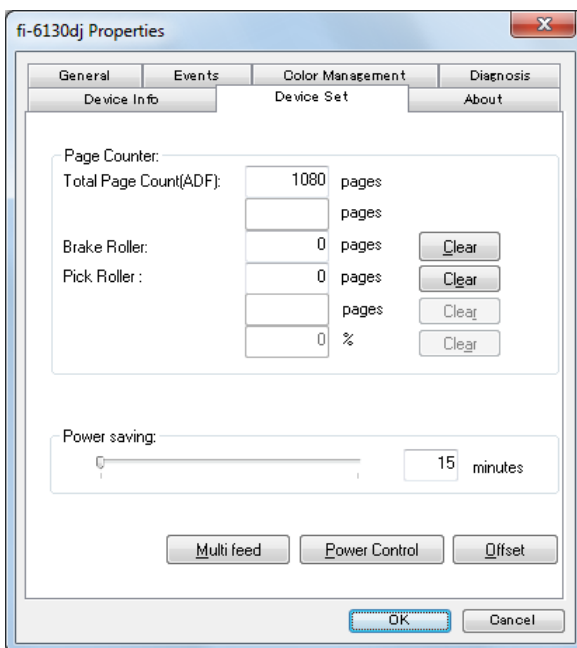 fi-6130dj Properties
General Events Color Management Diagnosis
Device Info Device Set About
Page Counter:
Total Page Count(ADF): 1080 pages
pages
Brake Roller: 0 pages Clear
Pick Roller : 0 pages Clear
pages Clear
0 % Clear
Power saving:
15 minutes
Multi feed Power Control Offset
OK Cancel